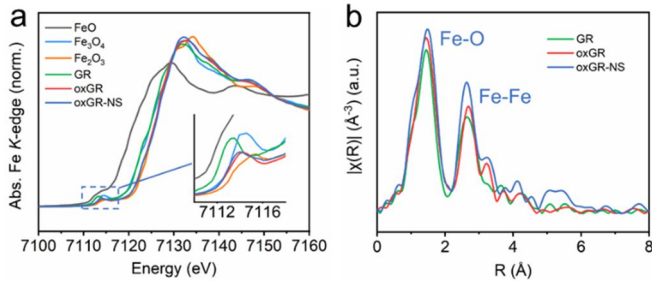 a
Abs. Fe K-edge (norm.)
FeO
Fe₃O₄
Fe₂O₃
GR
oxGR
oxGR-NS
7112 7116
7100 7110 7120 7130 7140 7150 7160
Energy (eV)
b
|χ(R)| (Å⁻³) (a.u.)
Fe-O
Fe-Fe
GR
oxGR
oxGR-NS
0 2 4 6 8
R (Å)